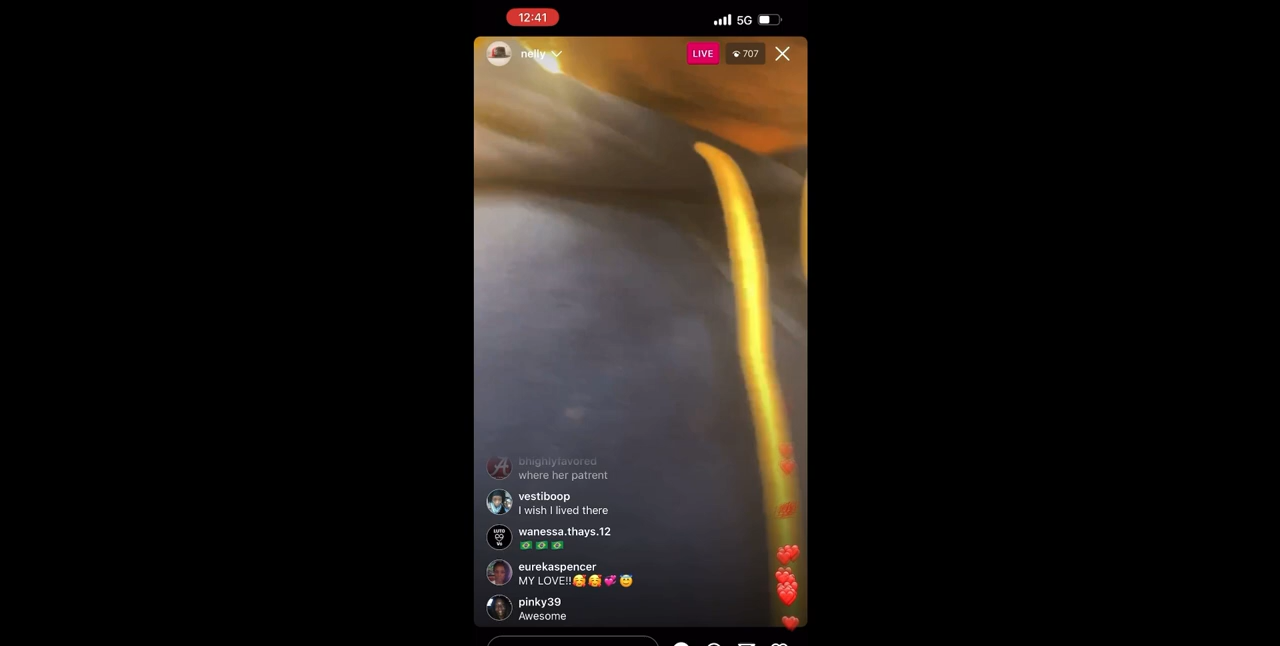 12:41
5G
nelly
LIVE
707
bhighlyfavored
where her patrent
vestiboop
I wish I lived there
wanessa.thays.12
🇧🇷 🇧🇷 🇧🇷
eurekaspencer
MY LOVE!!🥰🥰💞😇
pinky39
Awesome